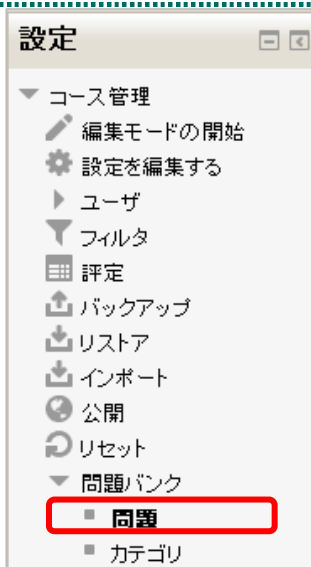 設定
コース管理
編集モードの開始
設定を編集する
ユーザ
フィルタ
評定
バックアップ
リストア
インポート
公開
リセット
問題バンク
問題
カテゴリ